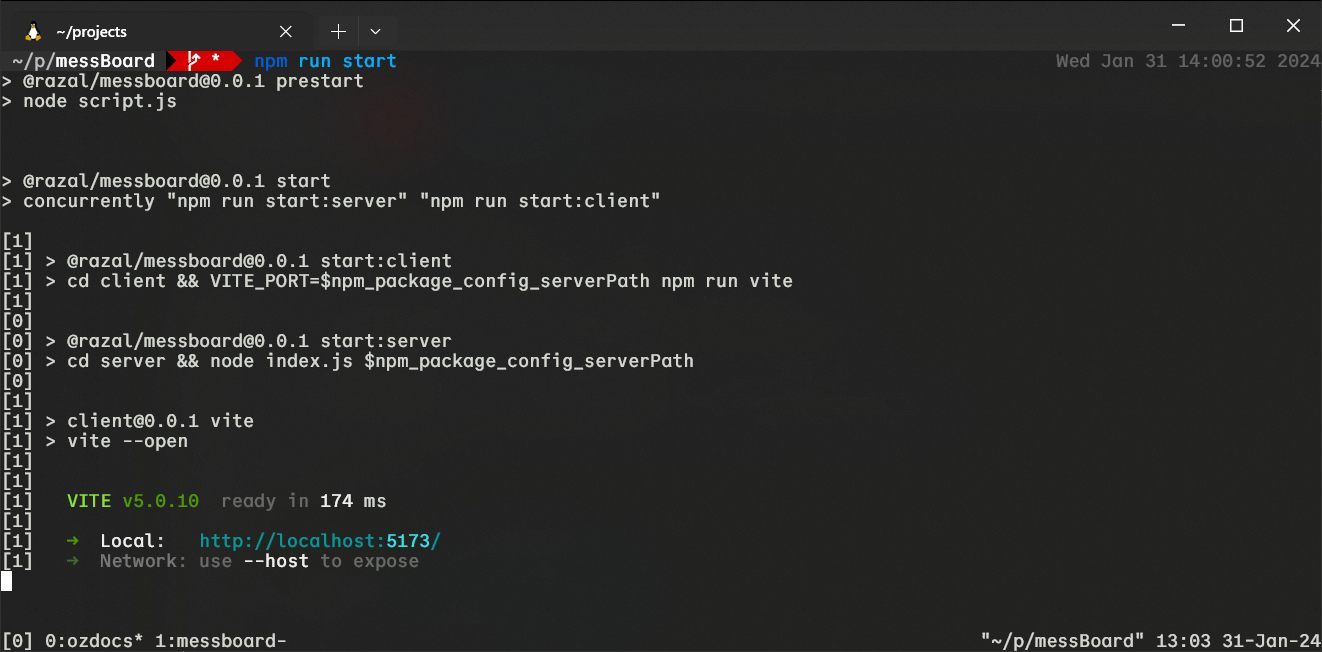 ~/projects
~/p/messBoard * npm run start Wed Jan 31 14:00:52 2024
> @razal/messboard@0.0.1 prestart
> node script.js
> @razal/messboard@0.0.1 start
> concurrently "npm run start:server" "npm run start:client"
[1]
[1] > @razal/messboard@0.0.1 start:client
[1] > cd client && VITE_PORT=$npm_package_config_serverPath npm run vite
[1]
[0]
[0] > @razal/messboard@0.0.1 start:server
[0] > cd server && node index.js $npm_package_config_serverPath
[0]
[1]
[1] > client@0.0.1 vite
[1] > vite --open
[1]
[1]
[1] VITE v5.0.10 ready in 174 ms
[1]
[1] ➜ Local: http://localhost:5173/
[1] ➜ Network: use --host to expose
[0] 0:ozdocs* 1:messboard- "~/p/messBoard" 13:03 31-Jan-24